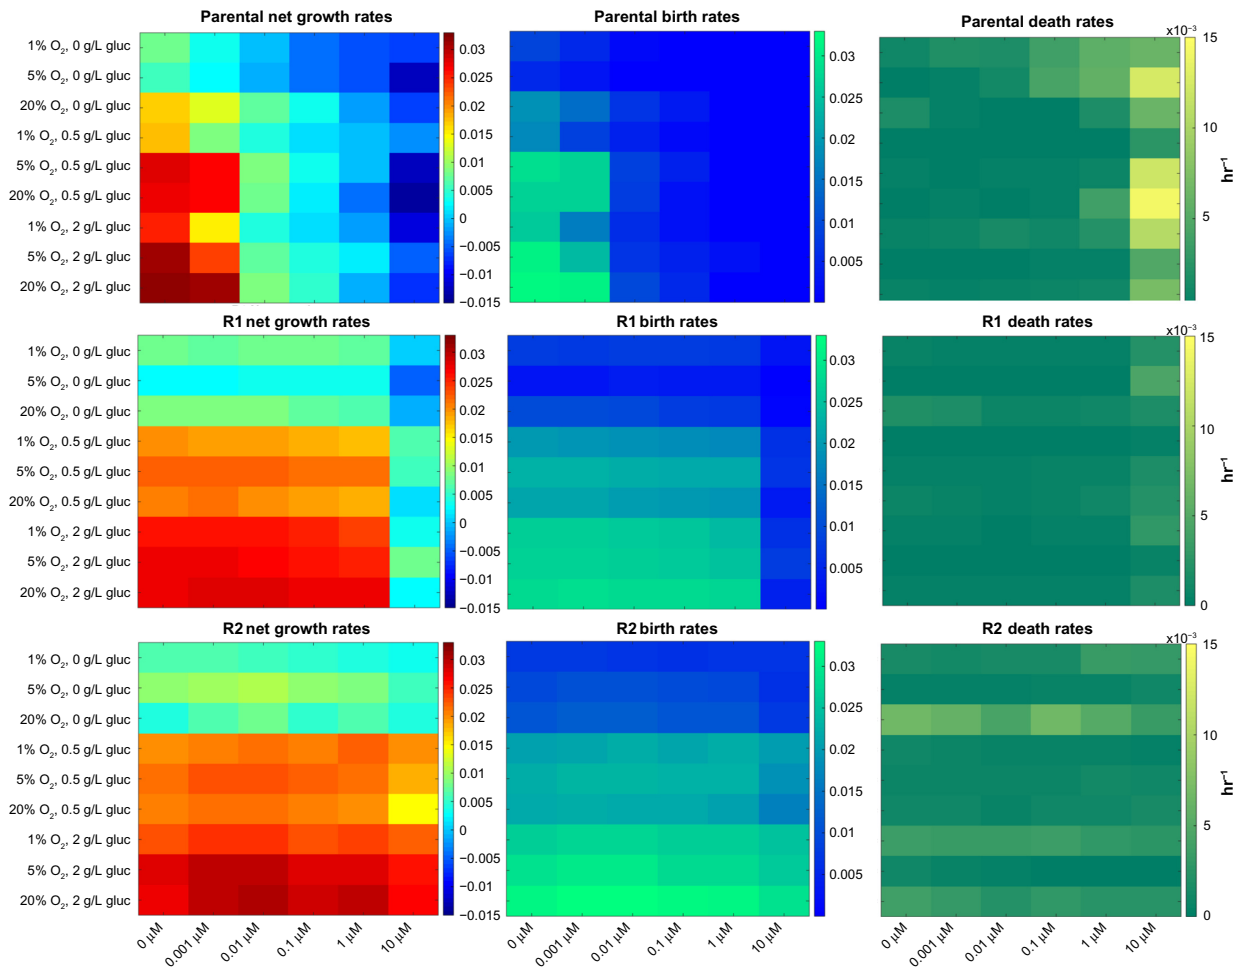 Parental net growth rates
Parental birth rates
Parental death rates
1% O2, 0 g/L gluc
5% O2, 0 g/L gluc
20% O2, 0 g/L gluc
1% O2, 0.5 g/L gluc
5% O2, 0.5 g/L gluc
20% O2, 0.5 g/L gluc
1% O2, 2 g/L gluc
5% O2, 2 g/L gluc
20% O2, 2 g/L gluc
0.03
0.025
0.02
0.015
0.01
0.005
0
−0.005
−0.01
−0.015
0.03
0.025
0.02
0.015
0.01
0.005
x10⁻³
15
10
5
hr⁻¹
R1 net growth rates
R1 birth rates
R1 death rates
1% O2, 0 g/L gluc
5% O2, 0 g/L gluc
20% O2, 0 g/L gluc
1% O2, 0.5 g/L gluc
5% O2, 0.5 g/L gluc
20% O2, 0.5 g/L gluc
1% O2, 2 g/L gluc
5% O2, 2 g/L gluc
20% O2, 2 g/L gluc
0.03
0.025
0.02
0.015
0.01
0.005
0
−0.005
−0.01
−0.015
0.03
0.025
0.02
0.015
0.01
0.005
x10⁻³
15
10
5
0
hr⁻¹
R2 net growth rates
R2 birth rates
R2 death rates
1% O2, 0 g/L gluc
5% O2, 0 g/L gluc
20% O2, 0 g/L gluc
1% O2, 0.5 g/L gluc
5% O2, 0.5 g/L gluc
20% O2, 0.5 g/L gluc
1% O2, 2 g/L gluc
5% O2, 2 g/L gluc
20% O2, 2 g/L gluc
0.03
0.025
0.02
0.015
0.01
0.005
0
−0.005
−0.01
−0.015
0.03
0.025
0.02
0.015
0.01
0.005
x10⁻³
15
10
5
0
hr⁻¹
0 µM
0.001 µM
0.01 µM
0.1 µM
1 µM
10 µM
0 µM
0.001 µM
0.01 µM
0.1 µM
1 µM
10 µM
0 µM
0.001 µM
0.01 µM
0.1 µM
1 µM
10 µM